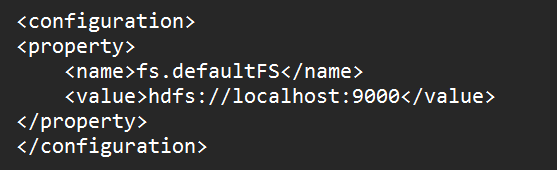 <configuration>
<property>
    <name>fs.defaultFS</name>
    <value>hdfs://localhost:9000</value>
</property>
</configuration>